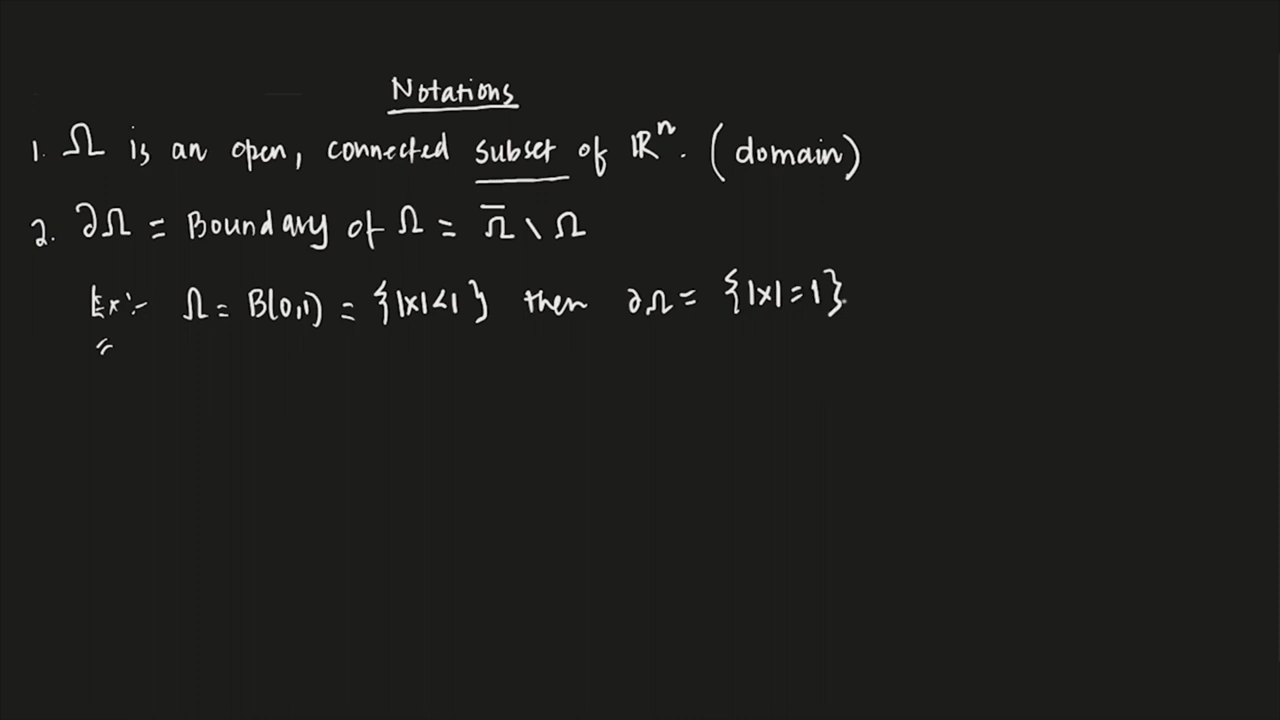 Notations
1. Ω is an open, connected subset of ℝⁿ. (domain)
2. ∂Ω = Boundary of Ω = Ω̅ \ Ω
Ex:- Ω = B(0,1) = {|x|<1} then ∂Ω = {|x|=1}.